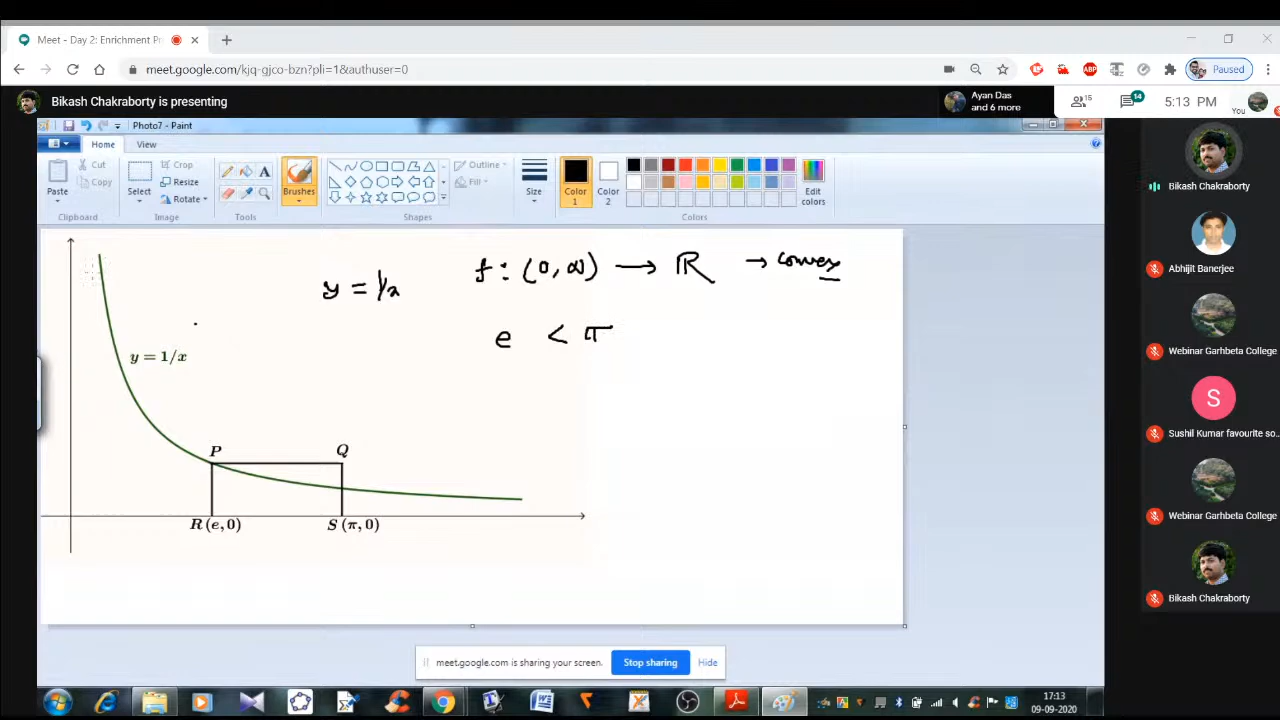 Meet - Day 2: Enrichment Pr
meet.google.com/kjq-gjco-bzn?pli=1&authuser=0
ABP
Paused
Bikash Chakraborty is presenting
Ayan Das
and 6 more
15
14
5:13 PM
You
Photo7 - Paint
Home
View
Paste
Cut
Copy
Clipboard
Select
Crop
Resize
Rotate
Image
Tools
Brushes
Shapes
Outline
Fill
Size
Color
1
Color
2
Edit
colors
Colors
y = 1/x
f : (0, ∞) → ℝ → convex
e < π
y = 1/x
P
Q
R (e, 0)
S (π, 0)
Bikash Chakraborty
Abhijit Banerjee
Webinar Garhbeta College
S
Sushil Kumar favourite so...
Webinar Garhbeta College
Bikash Chakraborty
meet.google.com is sharing your screen.
Stop sharing
Hide
17:13
09-09-2020